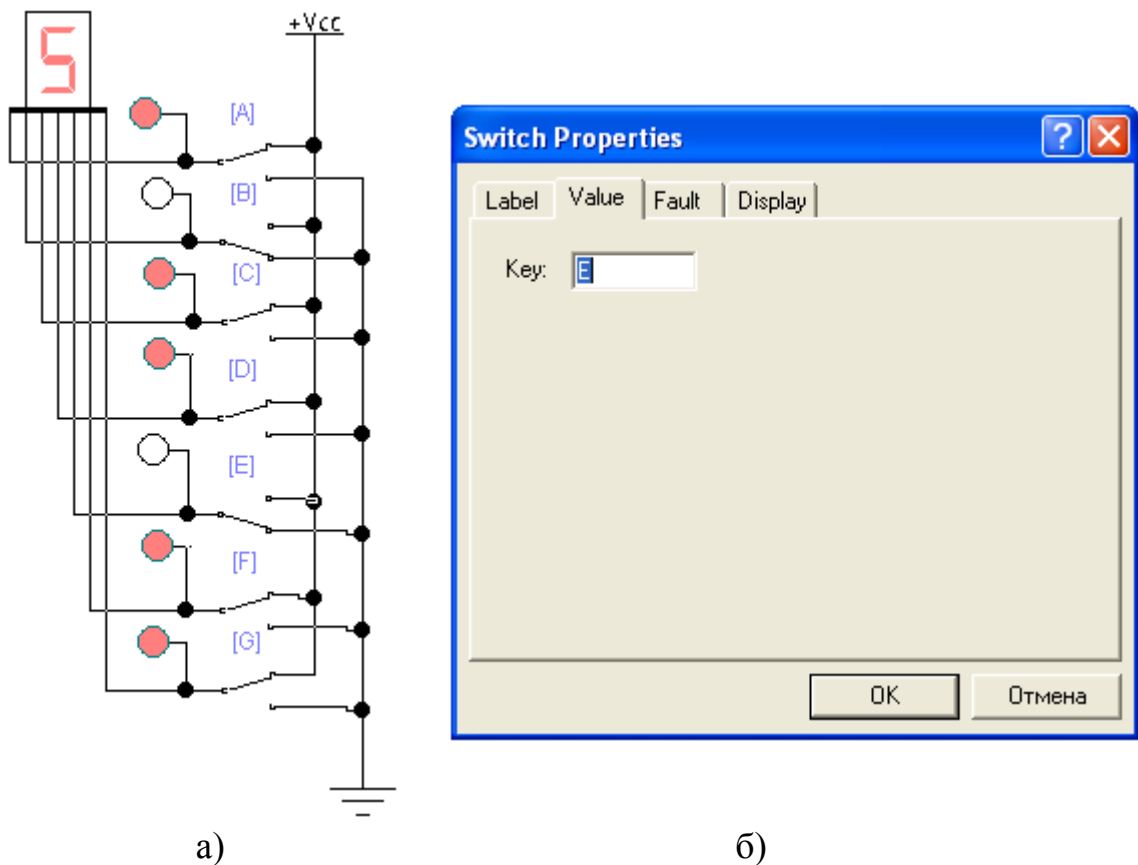 +Vcc
5
[A]
[B]
[C]
[D]
[E]
[F]
[G]
Switch Properties
Label Value Fault Display
Key: E
OK Отмена
а) б)